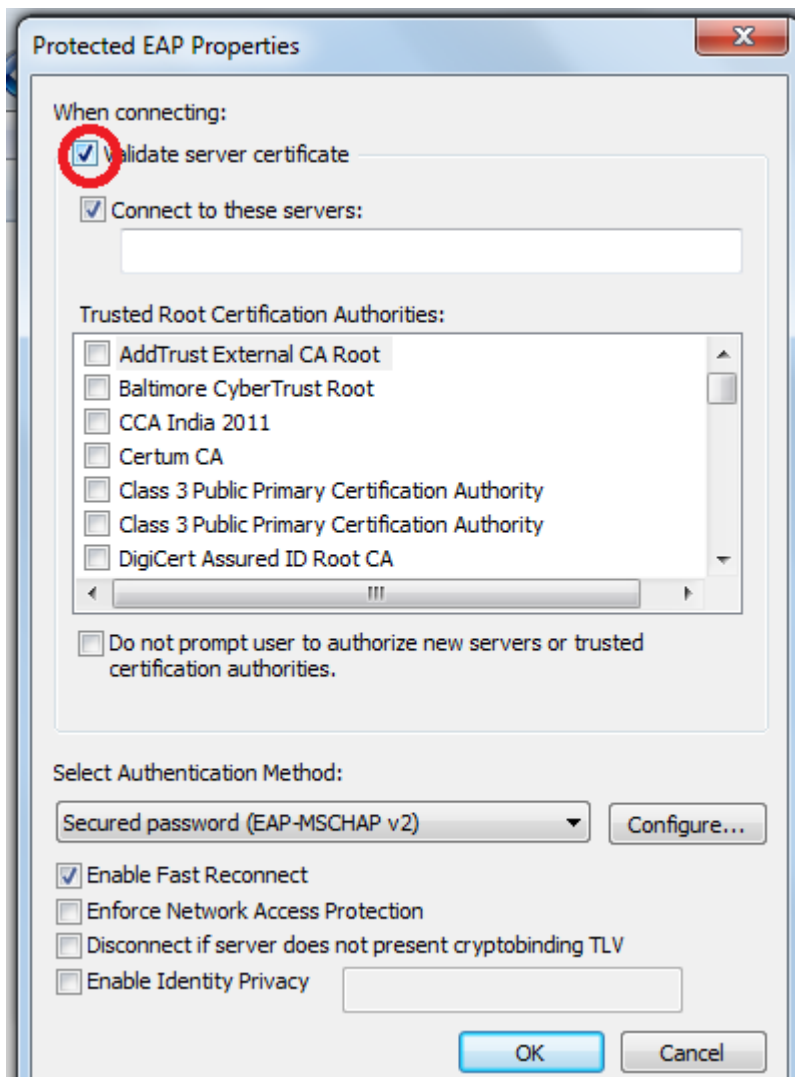 Protected EAP Properties
When connecting:
Validate server certificate
Connect to these servers:
Trusted Root Certification Authorities:
AddTrust External CA Root
Baltimore CyberTrust Root
CCA India 2011
Certum CA
Class 3 Public Primary Certification Authority
Class 3 Public Primary Certification Authority
DigiCert Assured ID Root CA
Do not prompt user to authorize new servers or trusted
certification authorities.
Select Authentication Method:
Secured password (EAP-MSCHAP v2)
Configure...
Enable Fast Reconnect
Enforce Network Access Protection
Disconnect if server does not present cryptobinding TLV
Enable Identity Privacy
OK
Cancel